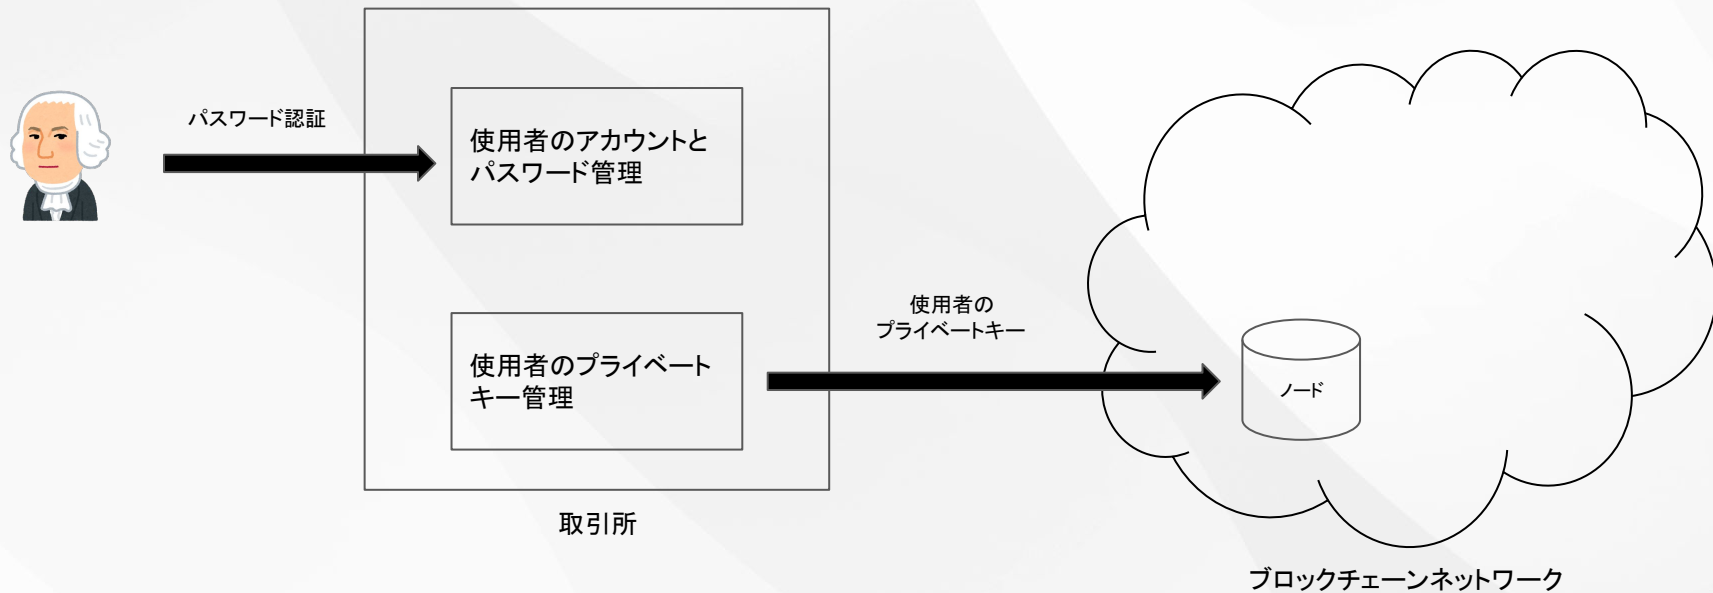 パスワード認証
使用者のアカウントと
パスワード管理
使用者のプライベート
キー管理
取引所
使用者の
プライベートキー
ノード
ブロックチェーンネットワーク